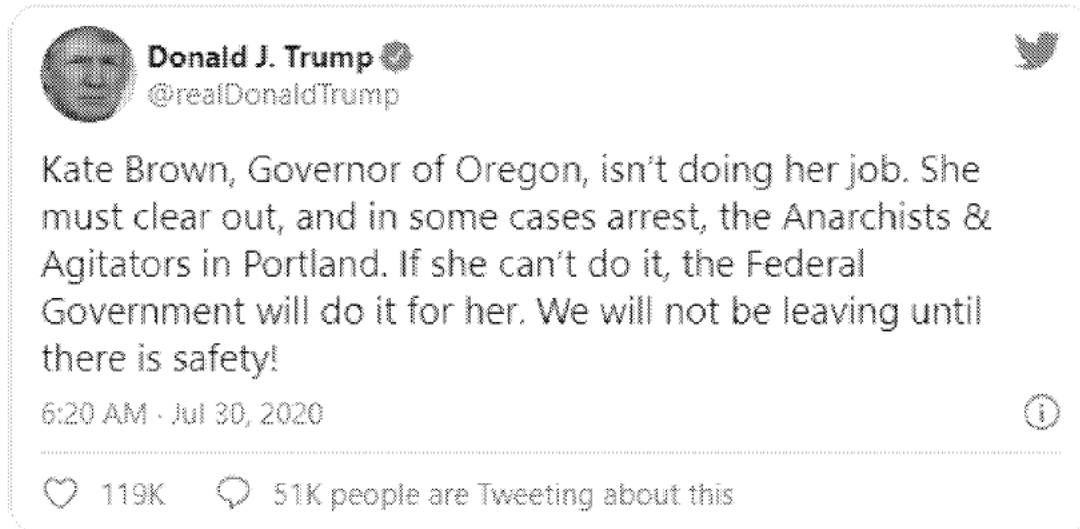 Donald J. Trump
@realDonaldTrump
Kate Brown, Governor of Oregon, isn't doing her job. She
must clear out, and in some cases arrest, the Anarchists &
Agitators in Portland. If she can't do it, the Federal
Government will do it for her. We will not be leaving until
there is safety!
6:20 AM · Jul 30, 2020
119K 51K people are Tweeting about this